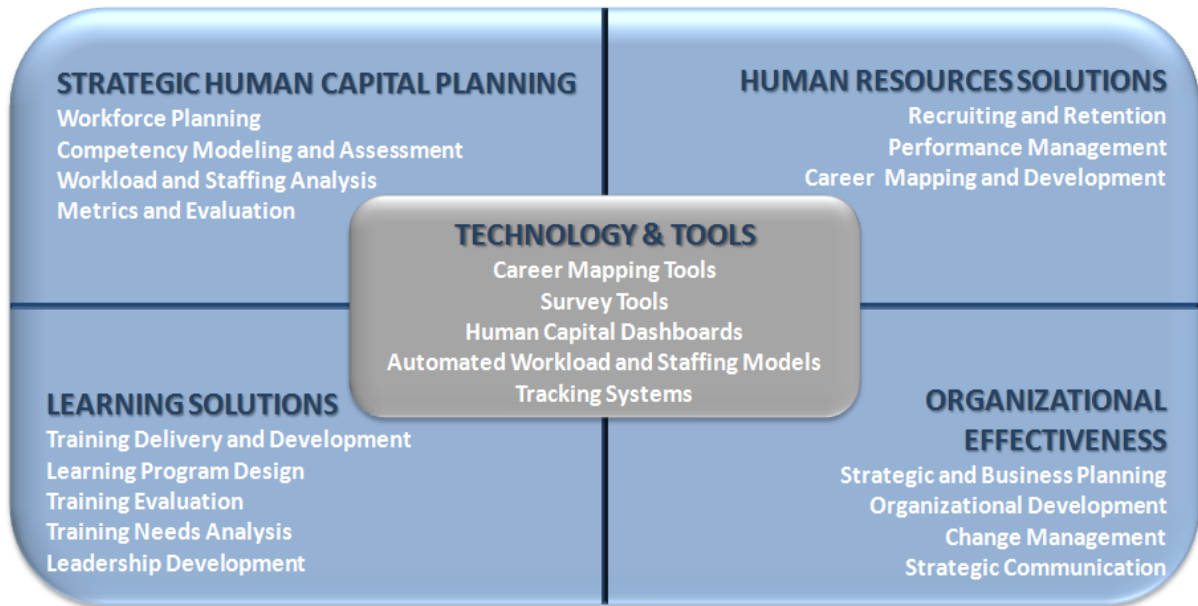 STRATEGIC HUMAN CAPITAL PLANNING
Workforce Planning
Competency Modeling and Assessment
Workload and Staffing Analysis
Metrics and Evaluation
HUMAN RESOURCES SOLUTIONS
Recruiting and Retention
Performance Management
Career Mapping and Development
TECHNOLOGY & TOOLS
Career Mapping Tools
Survey Tools
Human Capital Dashboards
Automated Workload and Staffing Models
Tracking Systems
LEARNING SOLUTIONS
Training Delivery and Development
Learning Program Design
Training Evaluation
Training Needs Analysis
Leadership Development
ORGANIZATIONAL
EFFECTIVENESS
Strategic and Business Planning
Organizational Development
Change Management
Strategic Communication